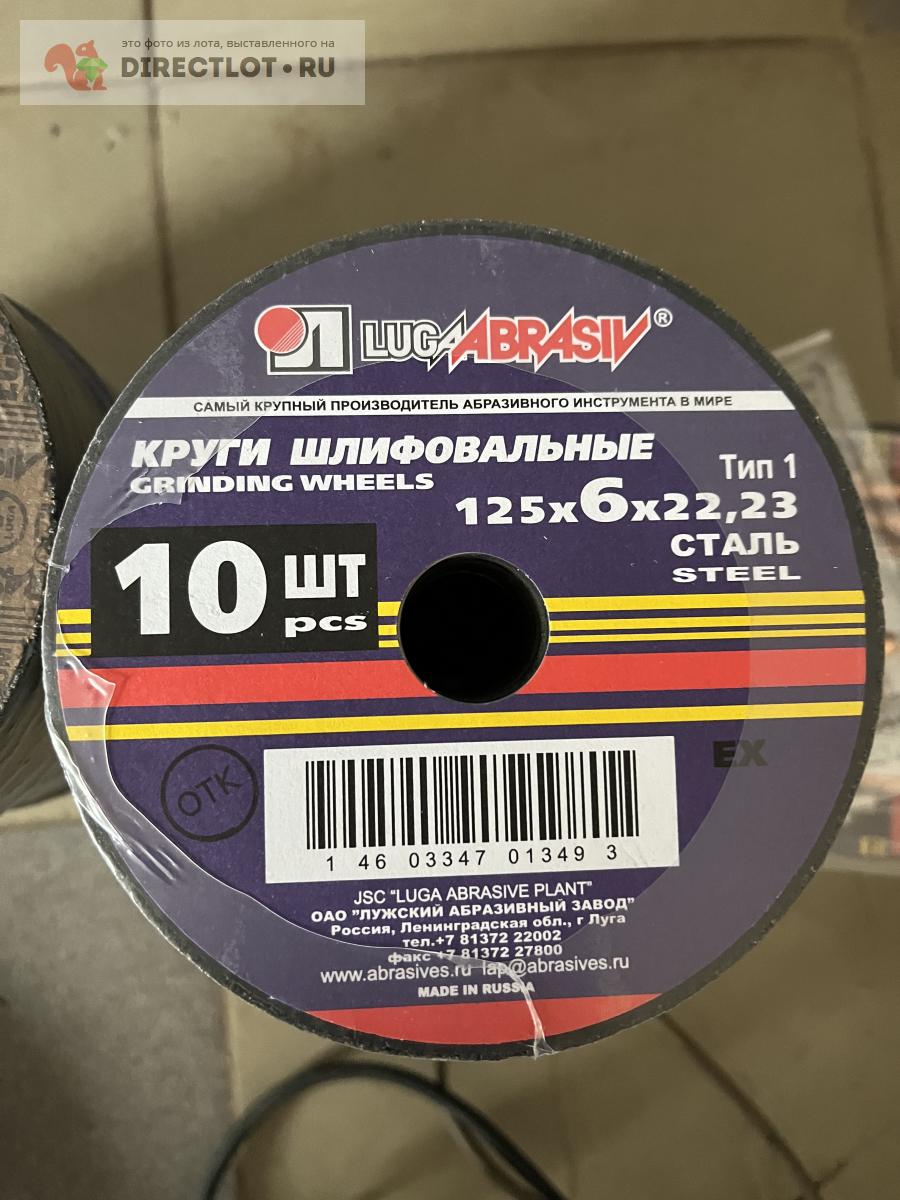 это фото из лота, выставленного на
DIRECTLOT•RU
LUGAABRASIV®
САМЫЙ КРУПНЫЙ ПРОИЗВОДИТЕЛЬ АБРАЗИВНОГО ИНСТРУМЕНТА В МИРЕ
КРУГИ ШЛИФОВАЛЬНЫЕ
GRINDING WHEELS
Тип 1
125x6x22,23
СТАЛЬ
STEEL
10 ШТ
pcs
EX
ОТК
1 46 03347 01349 3
JSC "LUGA ABRASIVE PLANT"
ОАО "ЛУЖСКИЙ АБРАЗИВНЫЙ ЗАВОД"
Россия, Ленинградская обл., г Луга
тел.+7 81372 22002
факс +7 81372 27800
www.abrasives.ru lap@abrasives.ru
MADE IN RUSSIA